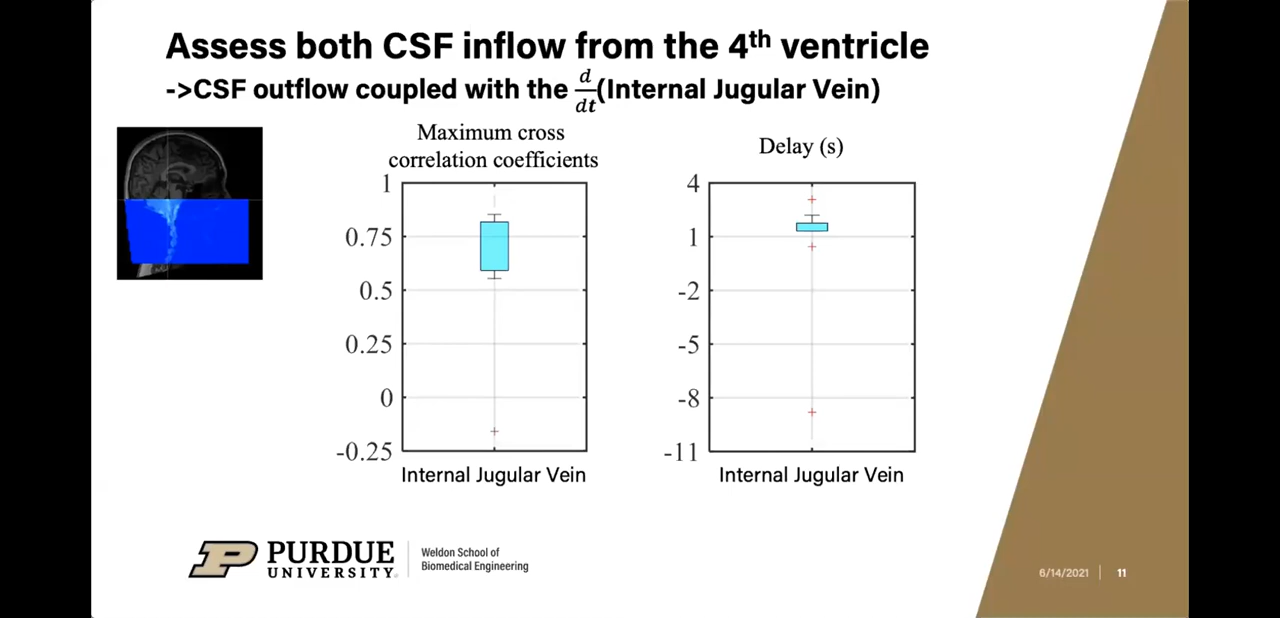 Assess both CSF inflow from the 4th ventricle
->CSF outflow coupled with the d/dt(Internal Jugular Vein)
Maximum cross
correlation coefficients
1
0.75
0.5
0.25
0
-0.25
Internal Jugular Vein
Delay (s)
4
1
-2
-5
-8
-11
Internal Jugular Vein
PURDUE
UNIVERSITY
Weldon School of
Biomedical Engineering
6/14/2021
11